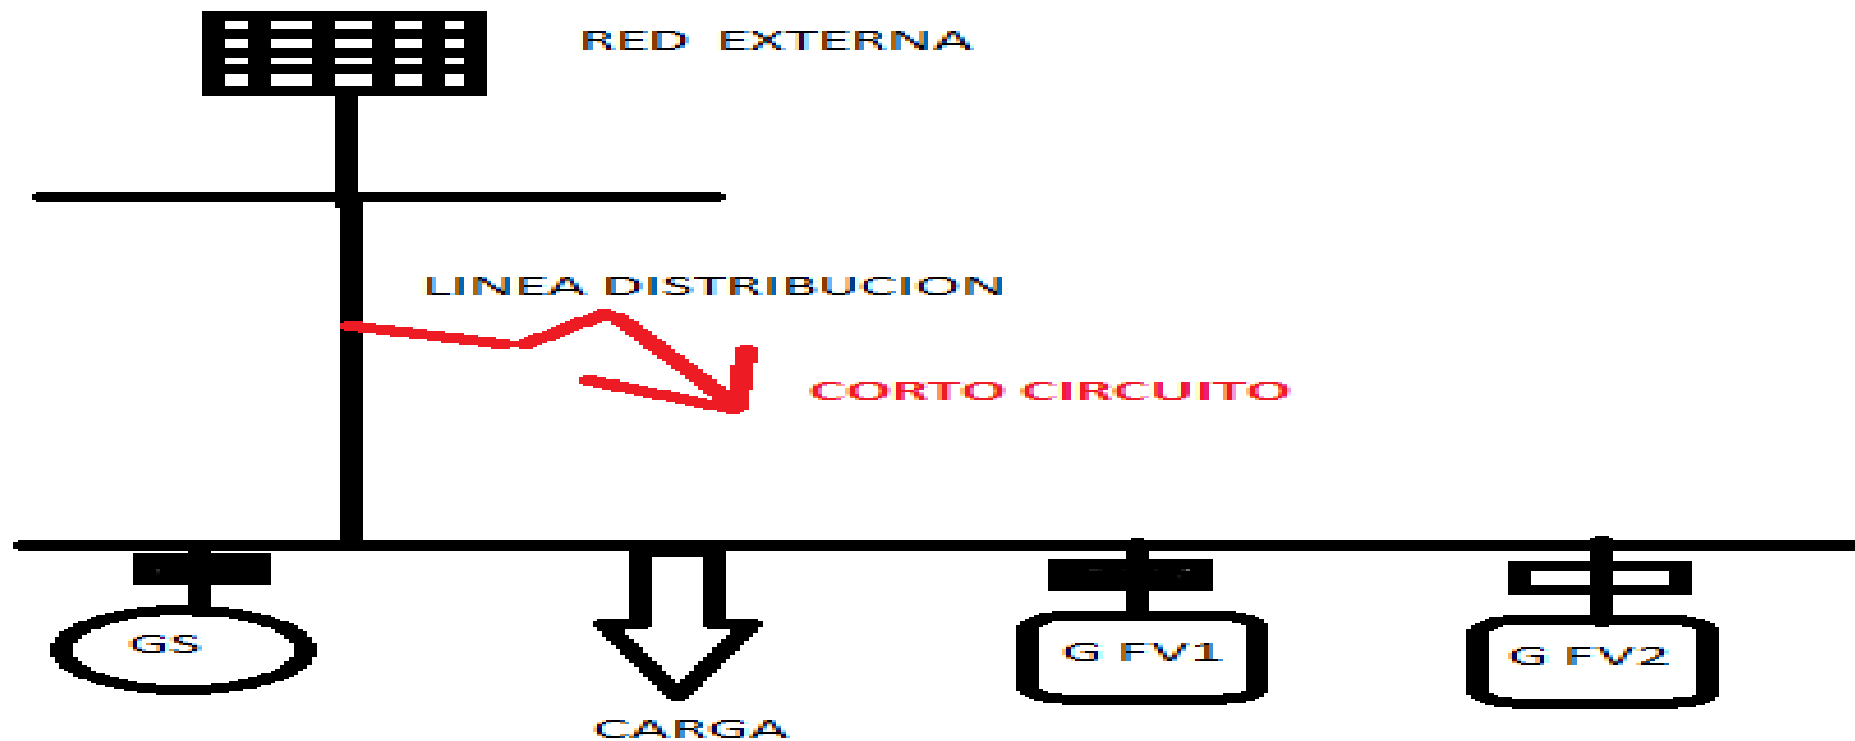 RED EXTERNA
LINEA DISTRIBUCION
CORTO CIRCUITO
GS
G FV1
G FV2
CARGA